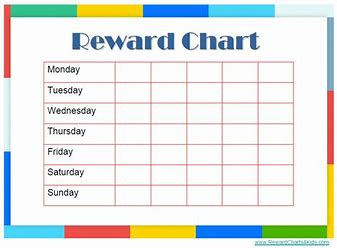 Reward Chart
Monday
Tuesday
Wednesday
Thursday
Friday
Saturday
Sunday
www.RewardCharts4Kids.com